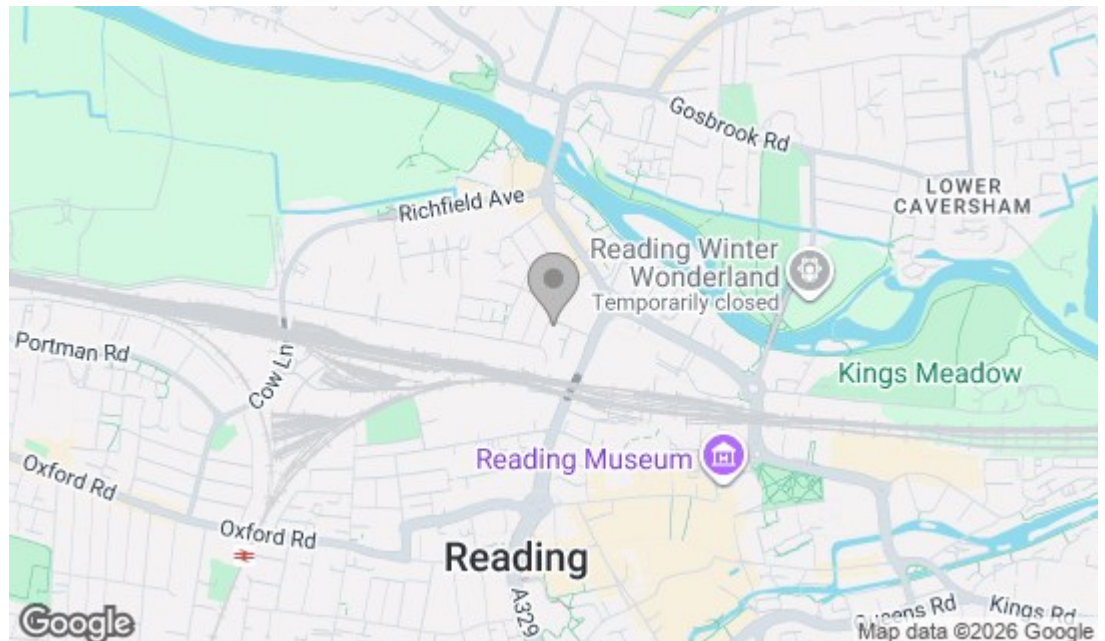 Gosbrook Rd
LOWER
CAVERSHAM
Richfield Ave
Reading Winter
Wonderland
Temporarily closed
Portman Rd
Cow Ln
Kings Meadow
Reading Museum
Oxford Rd
Oxford Rd
Reading
A329
Queens Rd
Kings Rd
Google
Map data ©2026 Google